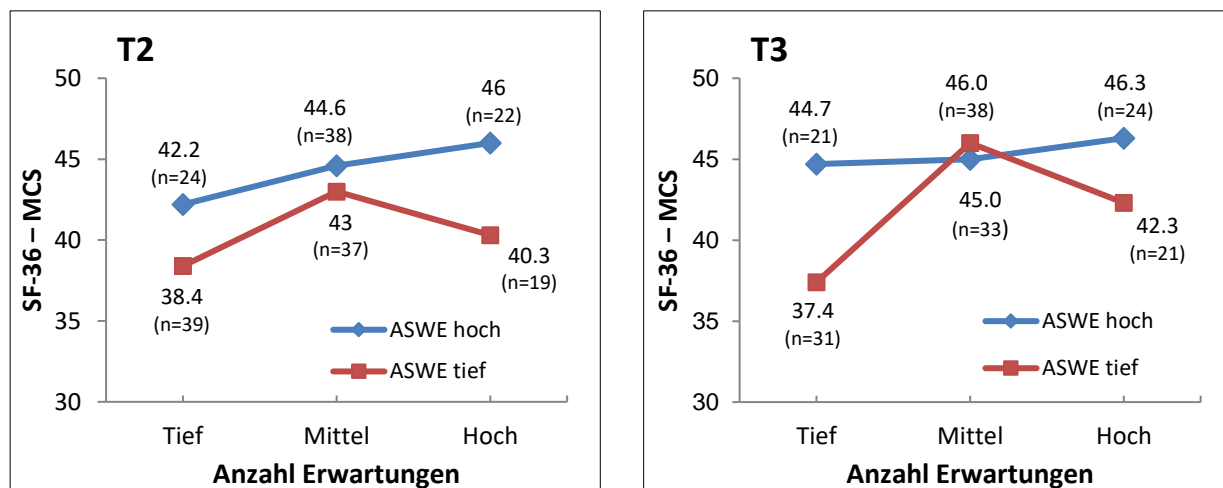 T2
SF-36 – MCS
50
45
40
35
30
42.2
(n=24)
44.6
(n=38)
46
(n=22)
38.4
(n=39)
43
(n=37)
40.3
(n=19)
ASWE hoch
ASWE tief
Tief Mittel Hoch
Anzahl Erwartungen
T3
SF-36 – MCS
50
45
40
35
30
44.7
(n=21)
46.0
(n=38)
46.3
(n=24)
37.4
(n=31)
45.0
(n=33)
42.3
(n=21)
ASWE hoch
ASWE tief
Tief Mittel Hoch
Anzahl Erwartungen